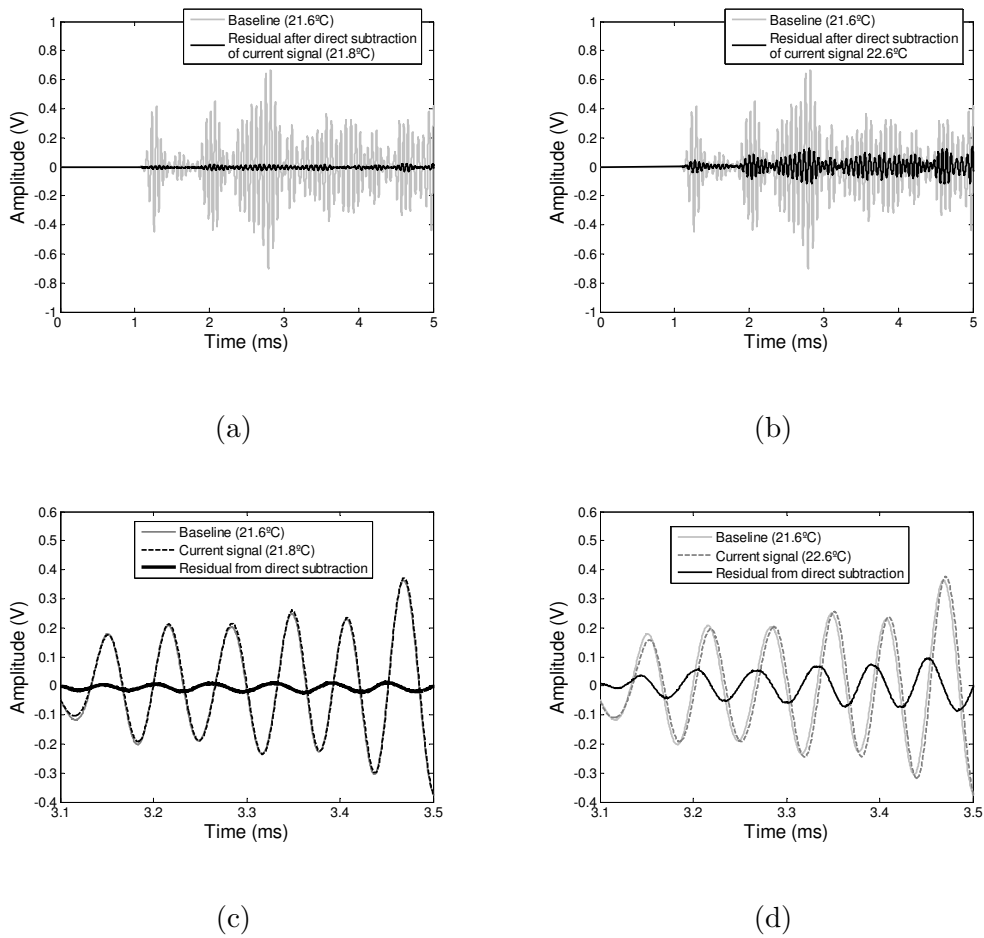 Baseline (21.6ºC)
Residual after direct subtraction
of current signal (21.8ºC)
1
0.8
0.6
0.4
0.2
0
-0.2
-0.4
-0.6
-0.8
-1
Amplitude (V)
0 1 2 3 4 5
Time (ms)
(a)
Baseline (21.6ºC)
Residual after direct subtraction
of current signal 22.6ºC
1
0.8
0.6
0.4
0.2
0
-0.2
-0.4
-0.6
-0.8
-1
Amplitude (V)
0 1 2 3 4 5
Time (ms)
(b)
Baseline (21.6ºC)
Current signal (21.8ºC)
Residual from direct subtraction
0.6
0.5
0.4
0.3
0.2
0.1
0
-0.1
-0.2
-0.3
-0.4
Amplitude (V)
3.1 3.2 3.3 3.4 3.5
Time (ms)
(c)
Baseline (21.6ºC)
Current signal (22.6ºC)
Residual from direct subtraction
0.6
0.5
0.4
0.3
0.2
0.1
0
-0.1
-0.2
-0.3
-0.4
Amplitude (V)
3.1 3.2 3.3 3.4 3.5
Time (ms)
(d)